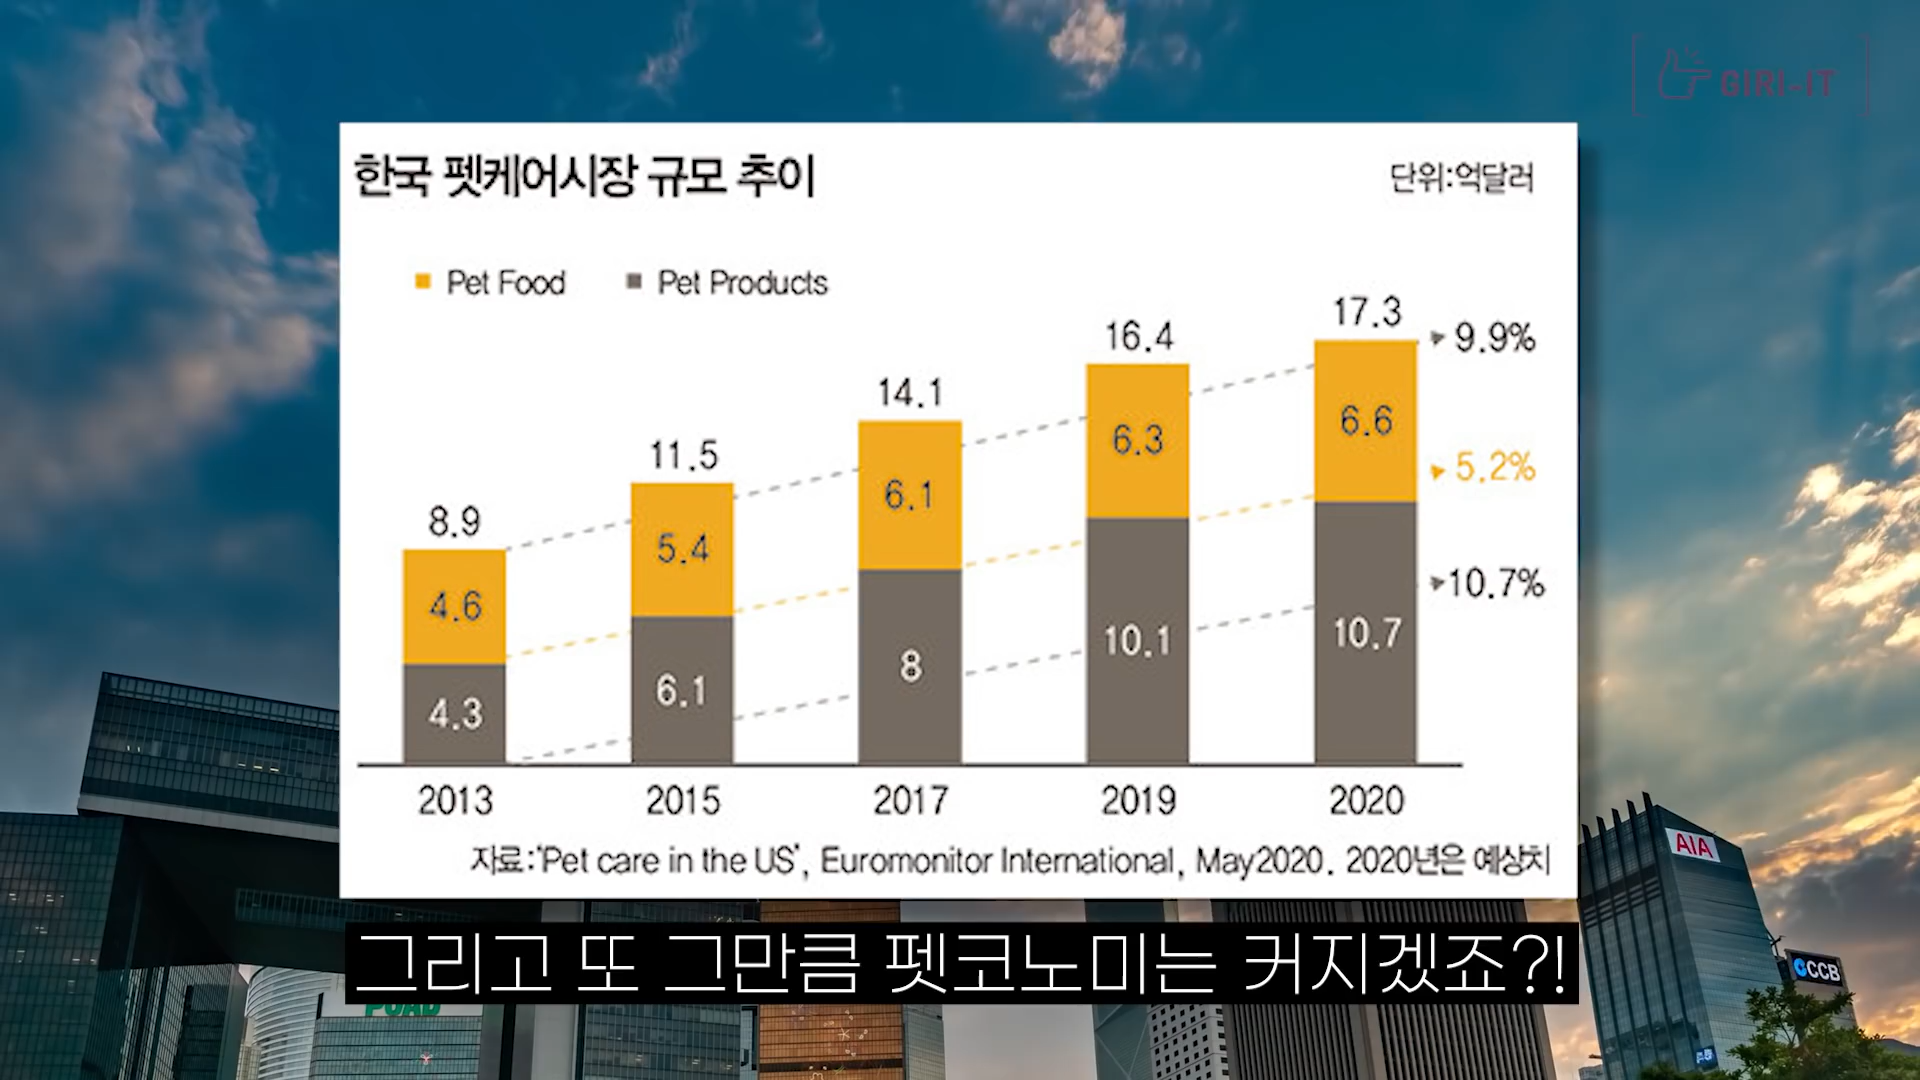 GIRI-IT
한국 펫케어시장 규모 추이
단위:억달러
Pet Food
Pet Products
8.9
11.5
14.1
16.4
17.3
9.9%
4.6
5.4
6.1
6.3
6.6
5.2%
4.3
6.1
8
10.1
10.7
10.7%
2013
2015
2017
2019
2020
자료:'Pet care in the US', Euromonitor International, May2020. 2020년은 예상치
AIA
CCB
그리고 또 그만큼 펫코노미는 커지겠죠?!